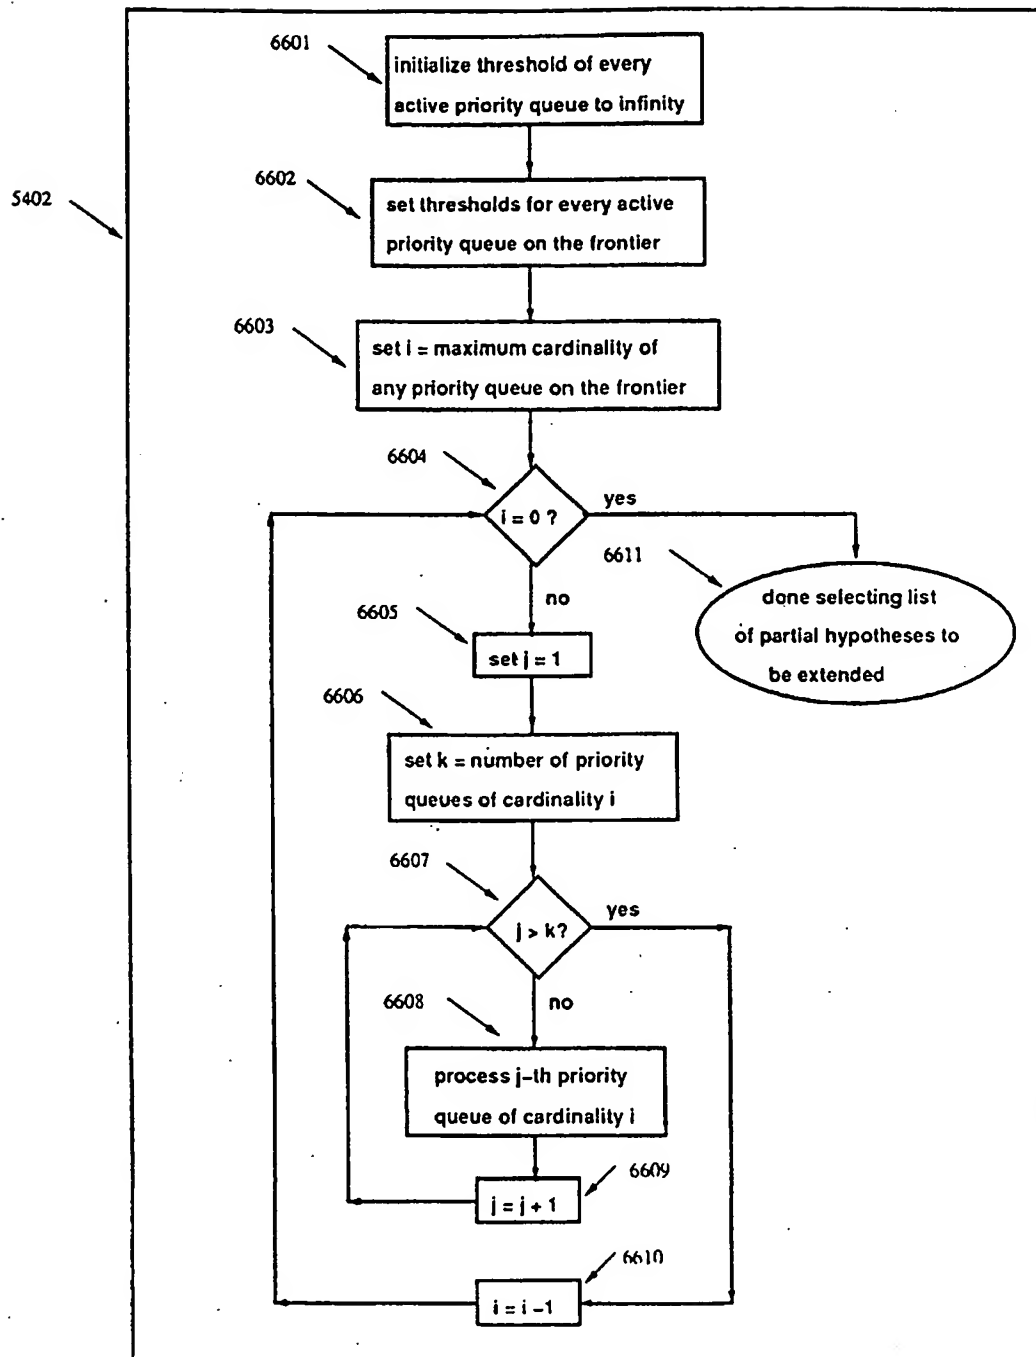 6601
initialize threshold of every
active priority queue to infinity
6602
5402
set thresholds for every active
priority queue on the frontier
6603
set i = maximum cardinality of
any priority queue on the frontier
6604
i = 0 ?
yes
6611
done selecting list
of partial hypotheses to
be extended
no
6605
set j = 1
6606
set k = number of priority
queues of cardinality i
6607
j > k?
yes
no
6608
process j-th priority
queue of cardinality i
6609
j = j + 1
6610
i = i -1